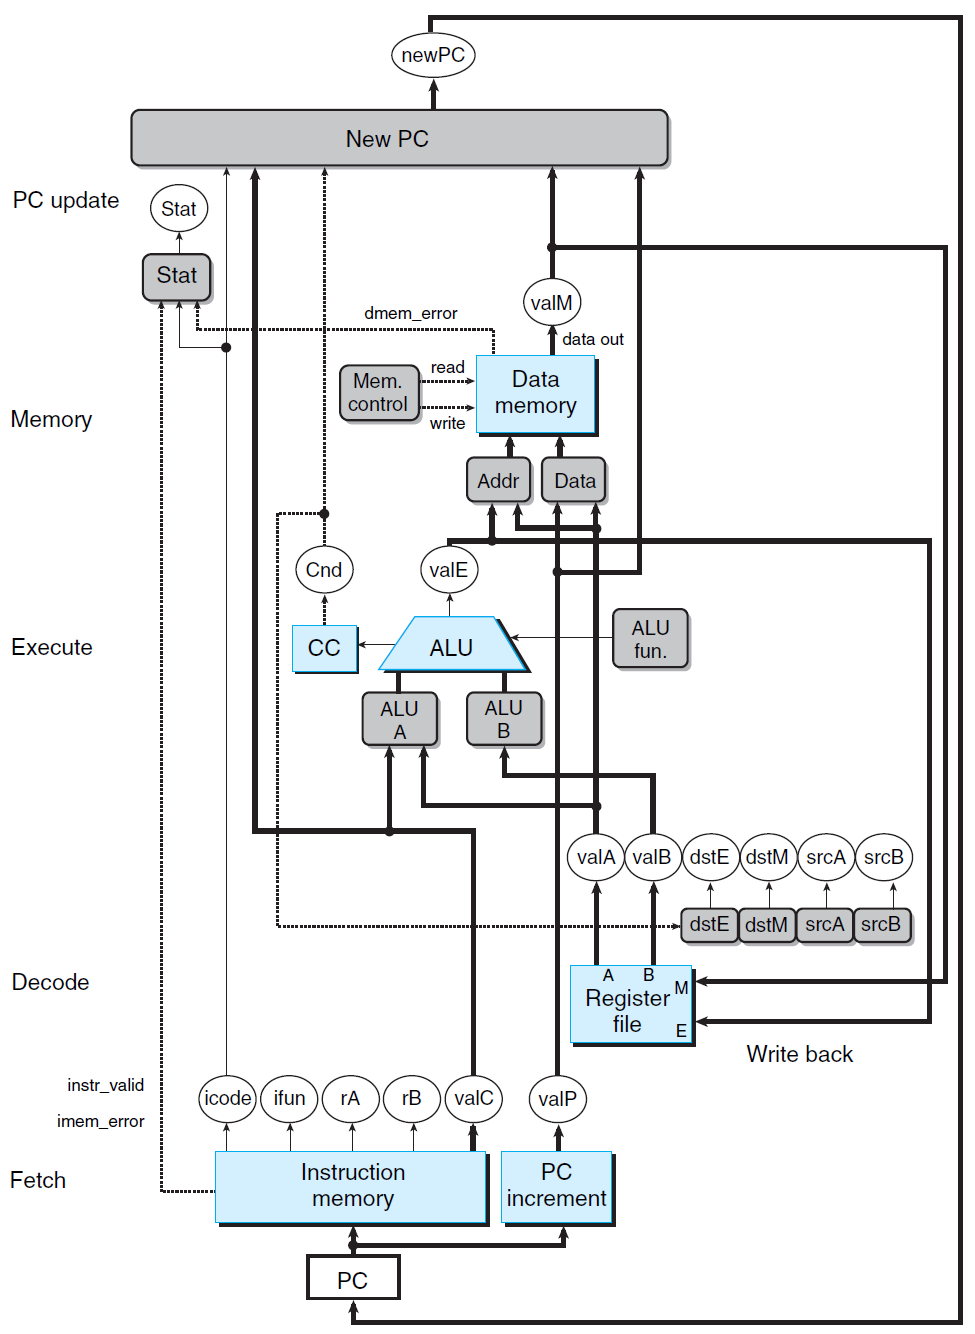 newPC
New PC
PC update
Stat
Stat
valM
dmem_error
data out
read
Mem.
control
write
Data
memory
Memory
Addr
Data
Cnd
valE
Execute
CC
ALU
ALU
fun.
ALU
A
ALU
B
valA
valB
dstE
dstM
srcA
srcB
dstE
dstM
srcA
srcB
Decode
A
B
M
Register
file
E
Write back
instr_valid
imem_error
icode
ifun
rA
rB
valC
valP
Fetch
Instruction
memory
PC
increment
PC